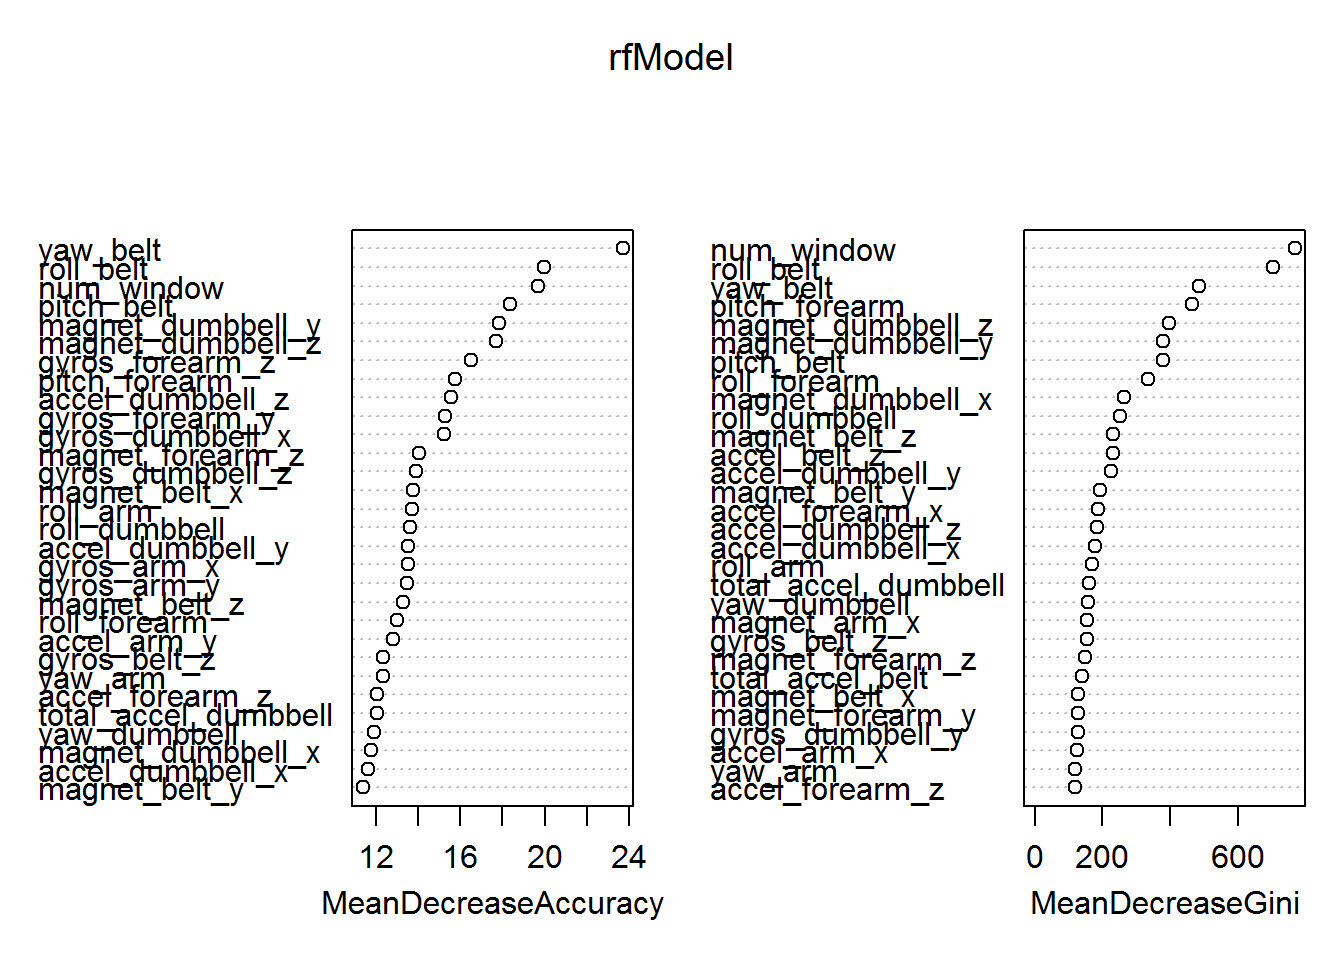 rfModel
yaw_belt
roll_belt
num_window
pitch_belt
magnet_dumbbell_y
magnet_dumbbell_z
gyros_forearm_z
pitch_forearm
accel_dumbbell_z
gyros_forearm_y
gyros_dumbbell_x
magnet_forearm_z
gyros_dumbbell_z
magnet_belt_x
roll_arm
roll_dumbbell
accel_dumbbell_y
gyros_arm_x
gyros_arm_y
magnet_belt_z
roll_forearm
accel_arm_y
gyros_belt_z
yaw_arm
accel_forearm_z
total_accel_dumbbell
yaw_dumbbell
magnet_dumbbell_x
accel_dumbbell_x
magnet_belt_y
12 16 20 24
MeanDecreaseAccuracy
num_window
roll_belt
yaw_belt
pitch_forearm
magnet_dumbbell_z
magnet_dumbbell_y
pitch_belt
roll_forearm
magnet_dumbbell_x
roll_dumbbell
magnet_belt_z
accel_belt_z
accel_dumbbell_y
magnet_belt_y
accel_forearm_x
accel_dumbbell_z
accel_dumbbell_x
roll_arm
total_accel_dumbbell
yaw_dumbbell
magnet_arm_x
gyros_belt_z
magnet_forearm_z
total_accel_belt
magnet_belt_x
magnet_forearm_y
gyros_dumbbell_y
accel_arm_x
yaw_arm
accel_forearm_z
0 200 600
MeanDecreaseGini